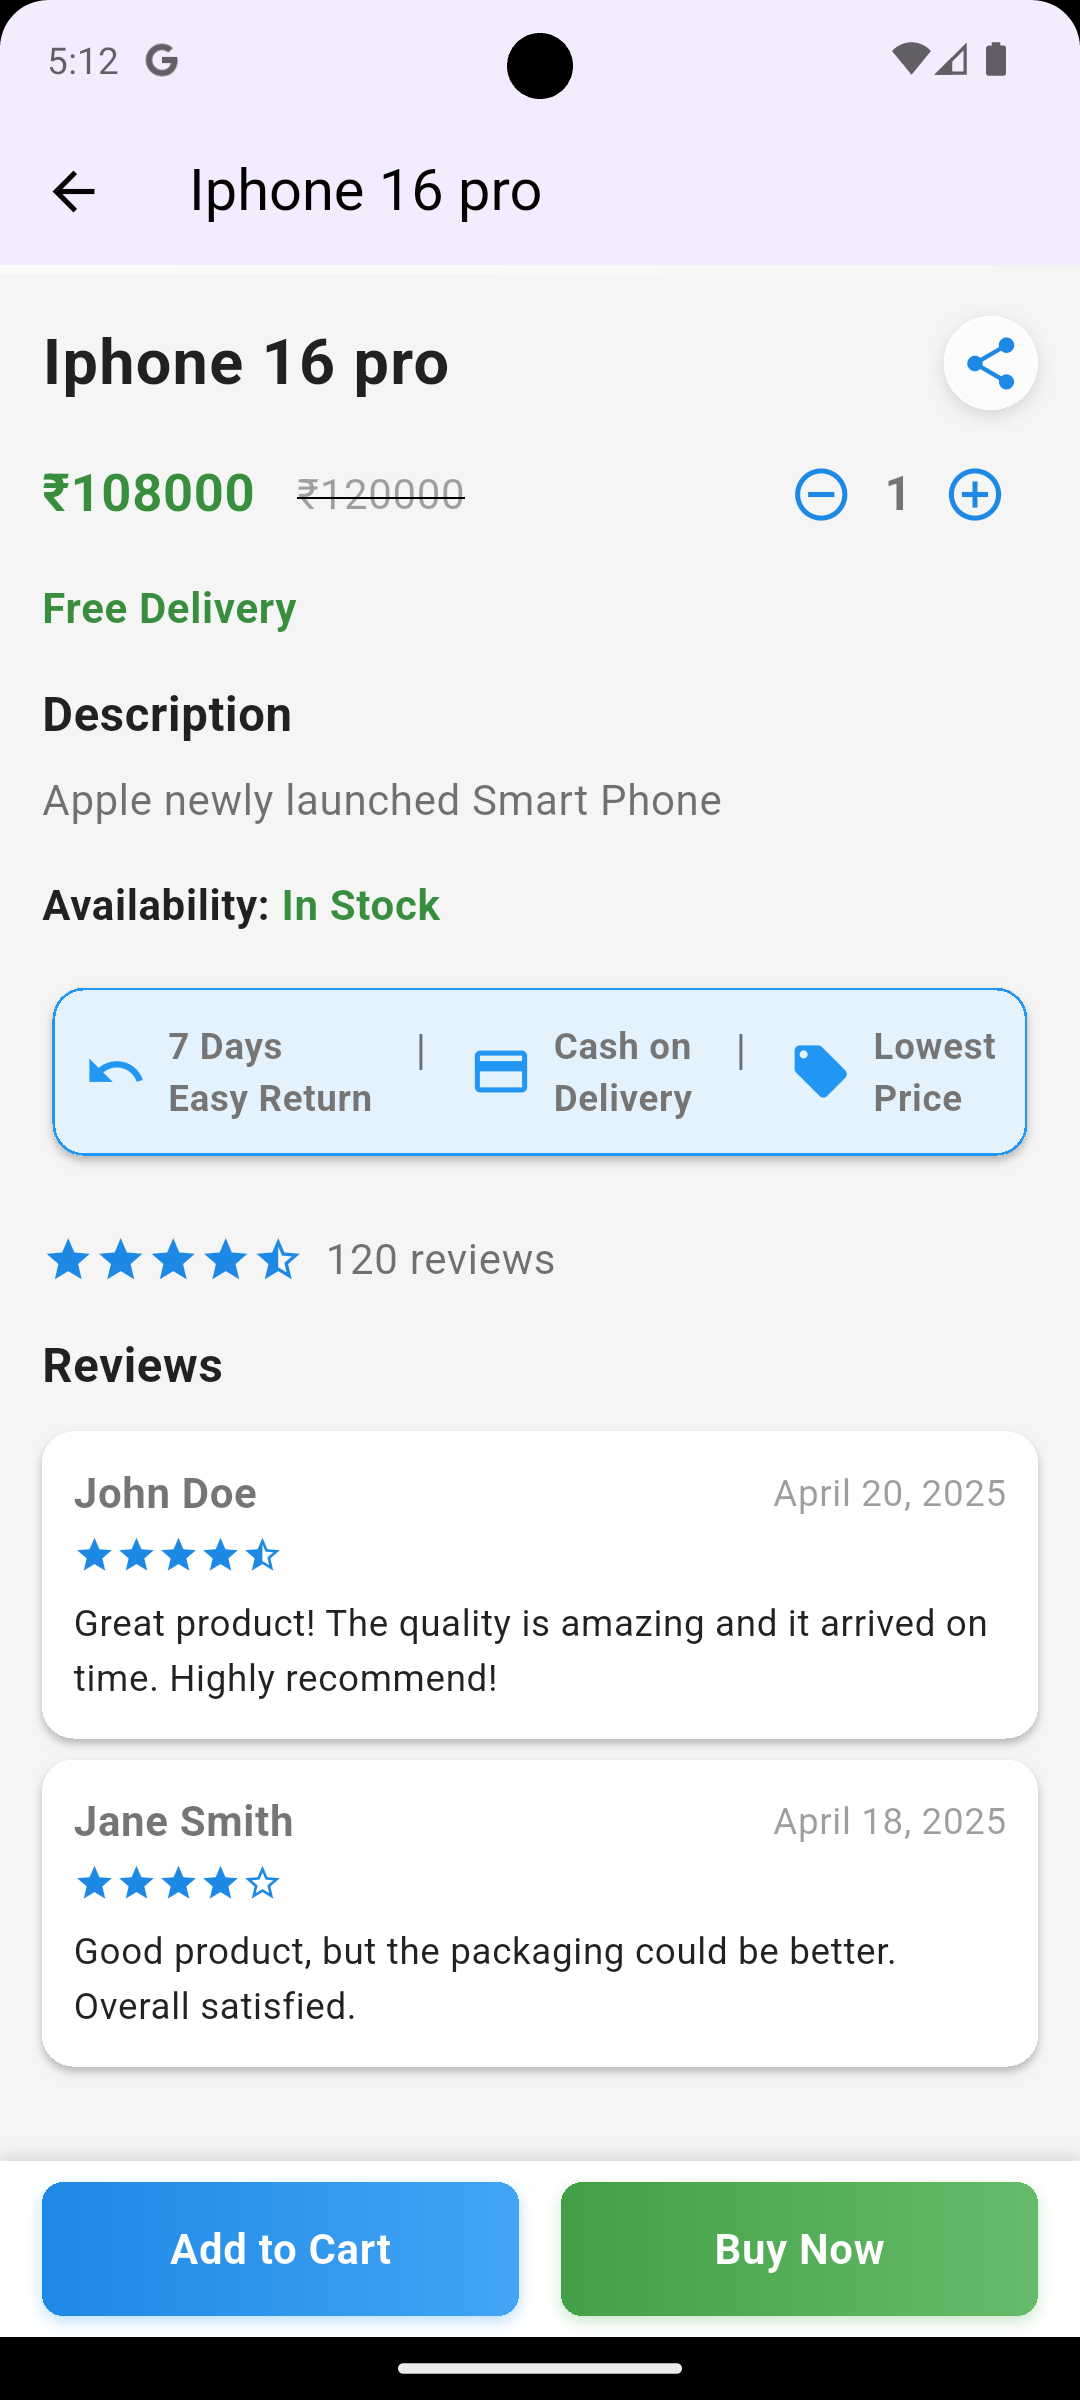 5:12
Iphone 16 pro
Iphone 16 pro
₹108000 ₹120000 1
Free Delivery
Description
Apple newly launched Smart Phone
Availability: In Stock
7 Days
Easy Return
|
Cash on
Delivery
|
Lowest
Price
120 reviews
Reviews
John Doe April 20, 2025
Great product! The quality is amazing and it arrived on
time. Highly recommend!
Jane Smith April 18, 2025
Good product, but the packaging could be better.
Overall satisfied.
Add to Cart Buy Now